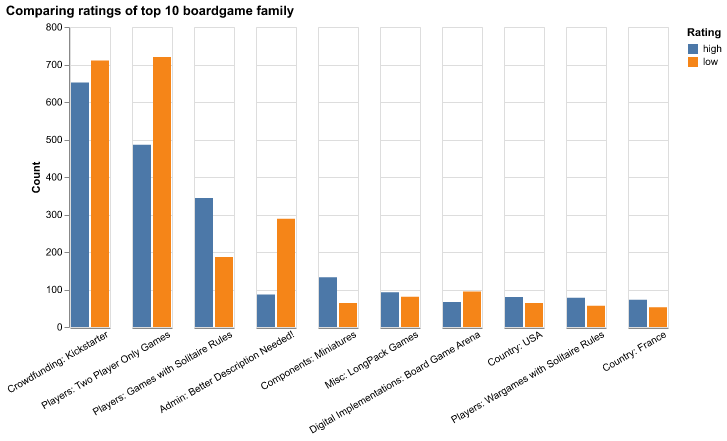 Comparing ratings of top 10 boardgame family
Rating
high
low
Count
800
700
600
500
400
300
200
100
0
Crowdfunding: Kickstarter
Players: Two Player Only Games
Players: Games with Solitaire Rules
Admin: Better Description Needed!
Components: Miniatures
Misc: LongPack Games
Digital Implementations: Board Game Arena
Country: USA
Players: Wargames with Solitaire Rules
Country: France